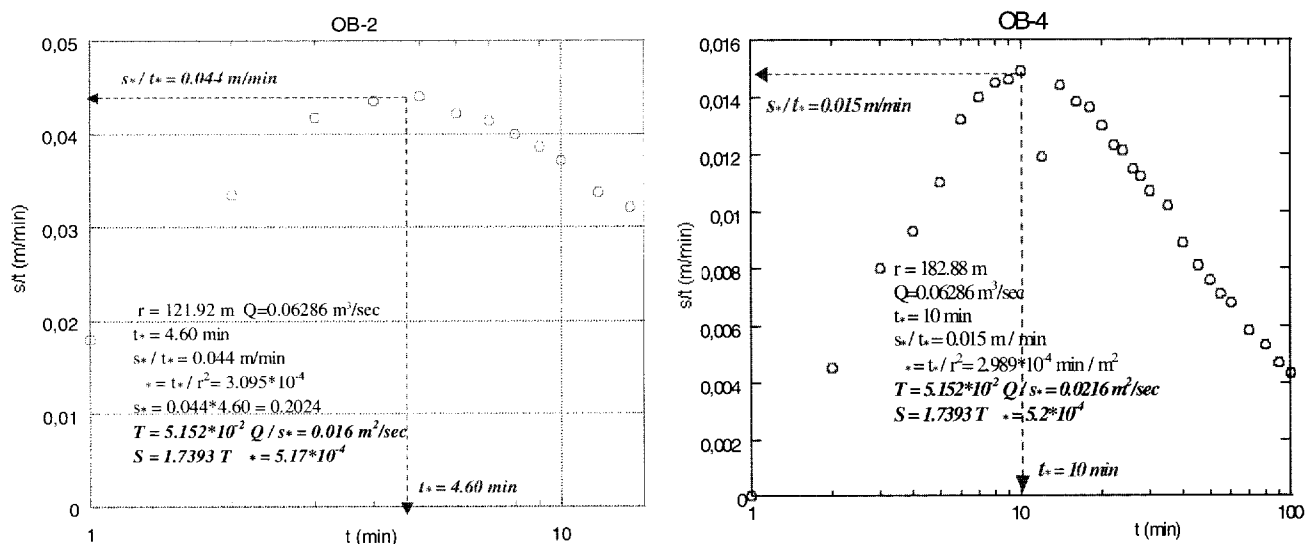 OB-2
0,05
0,04
0,03
0,02
0,01
0
s/t (m/min)
s* / t* = 0.044 m/min
r = 121.92 m Q=0.06286 m³/sec
t* = 4.60 min
s* / t* = 0.044 m/min
* = t* / r² = 3.095*10⁻⁴
s* = 0.044*4.60 = 0.2024
T = 5.152*10⁻² Q / s* = 0.016 m²/sec
S = 1.7393 T * = 5.17*10⁻⁴
t* = 4.60 min
1
10
t (min)
OB-4
0,016
0,014
0,012
0,01
0,008
0,006
0,004
0,002
0
s/t (m/min)
s* / t* = 0.015 m/min
r = 182.88 m
Q=0.06286 m³/sec
t* = 10 min
s* / t* = 0.015 m / min
* = t* / r² = 2.989*10⁻⁴ min / m²
T = 5.152*10⁻² Q / s* = 0.0216 m²/sec
S = 1.7393 T * = 5.2*10⁻⁴
t* = 10 min
1
10
100
t (min)